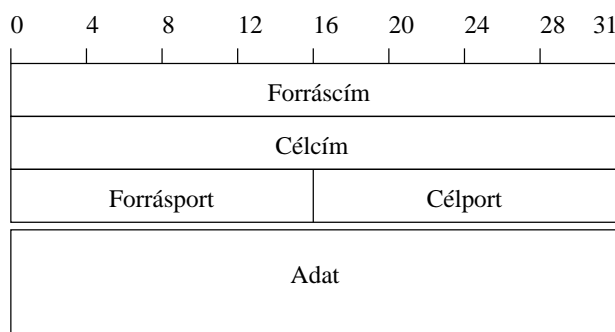 0 4 8 12 16 20 24 28 31
Forráscím
Célcím
Forrásport Célport
Adat